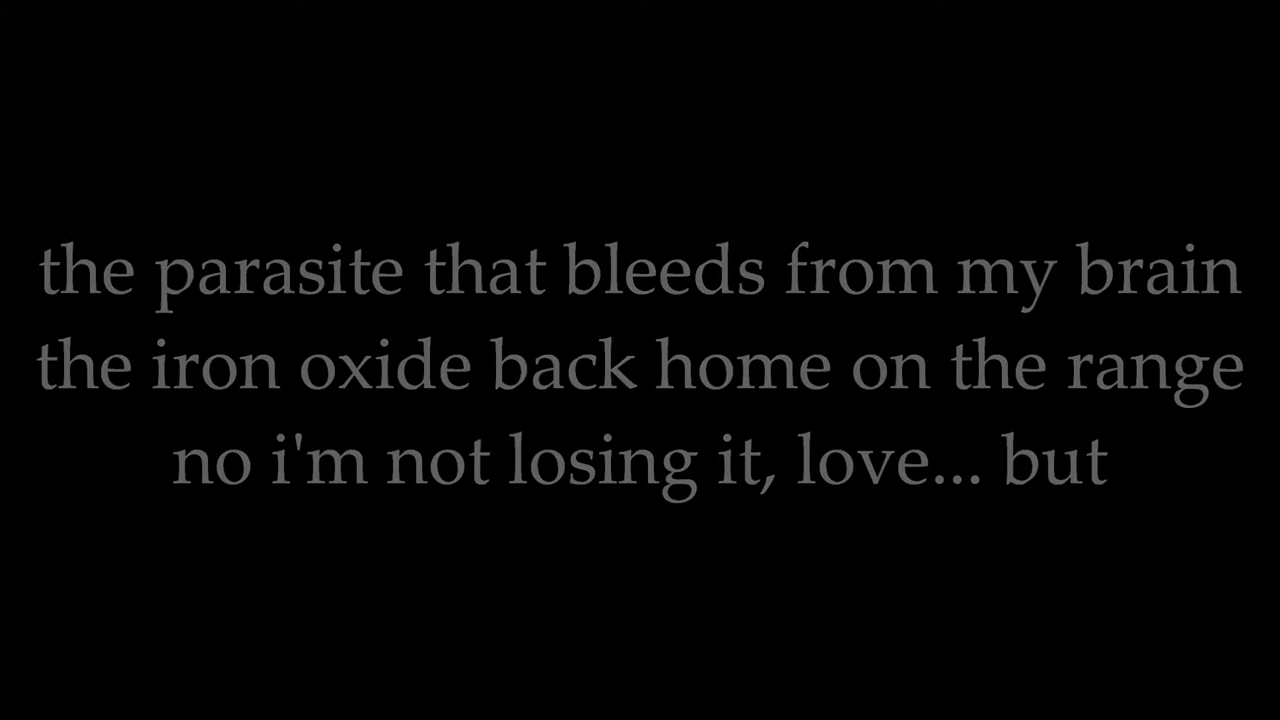 the parasite that bleeds from my brain
the iron oxide back home on the range
no i'm not losing it, love... but